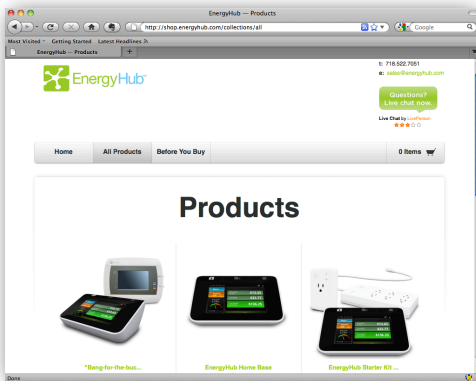 EnergyHub — Products
http://shop.energyhub.com/collections/all
Google
Most Visited
Getting Started
Latest Headlines
EnergyHub — Products
EnergyHub
t: 718.522.7051
e: sales@energyhub.com
Questions?
Live chat now.
Live Chat by LivePerson
Home
All Products
Before You Buy
0 Items
Products
"Bang-for-the-buc...
EnergyHub Home Base
EnergyHub Starter Kit ...
Done